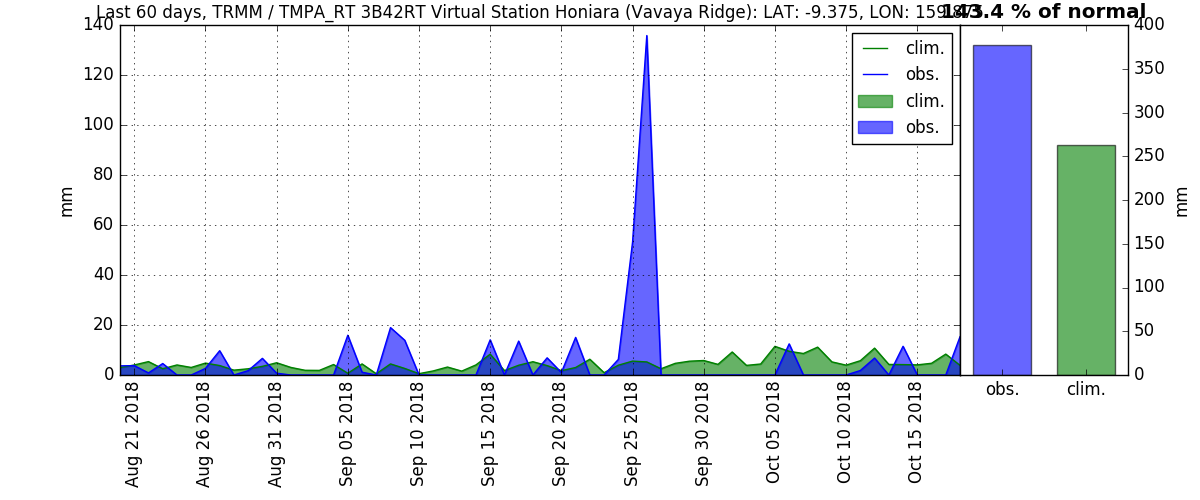 Last 60 days, TRMM / TMPA_RT 3B42RT Virtual Station Honiara (Vavaya Ridge): LAT: -9.375, LON:
143.4 % of normal
140
120
100
80
60
40
20
0
mm
clim.
obs.
clim.
obs.
400
350
300
250
200
150
100
50
0
mm
obs.
clim.
Aug 21 2018
Aug 26 2018
Aug 31 2018
Sep 05 2018
Sep 10 2018
Sep 15 2018
Sep 20 2018
Sep 25 2018
Sep 30 2018
Oct 05 2018
Oct 10 2018
Oct 15 2018